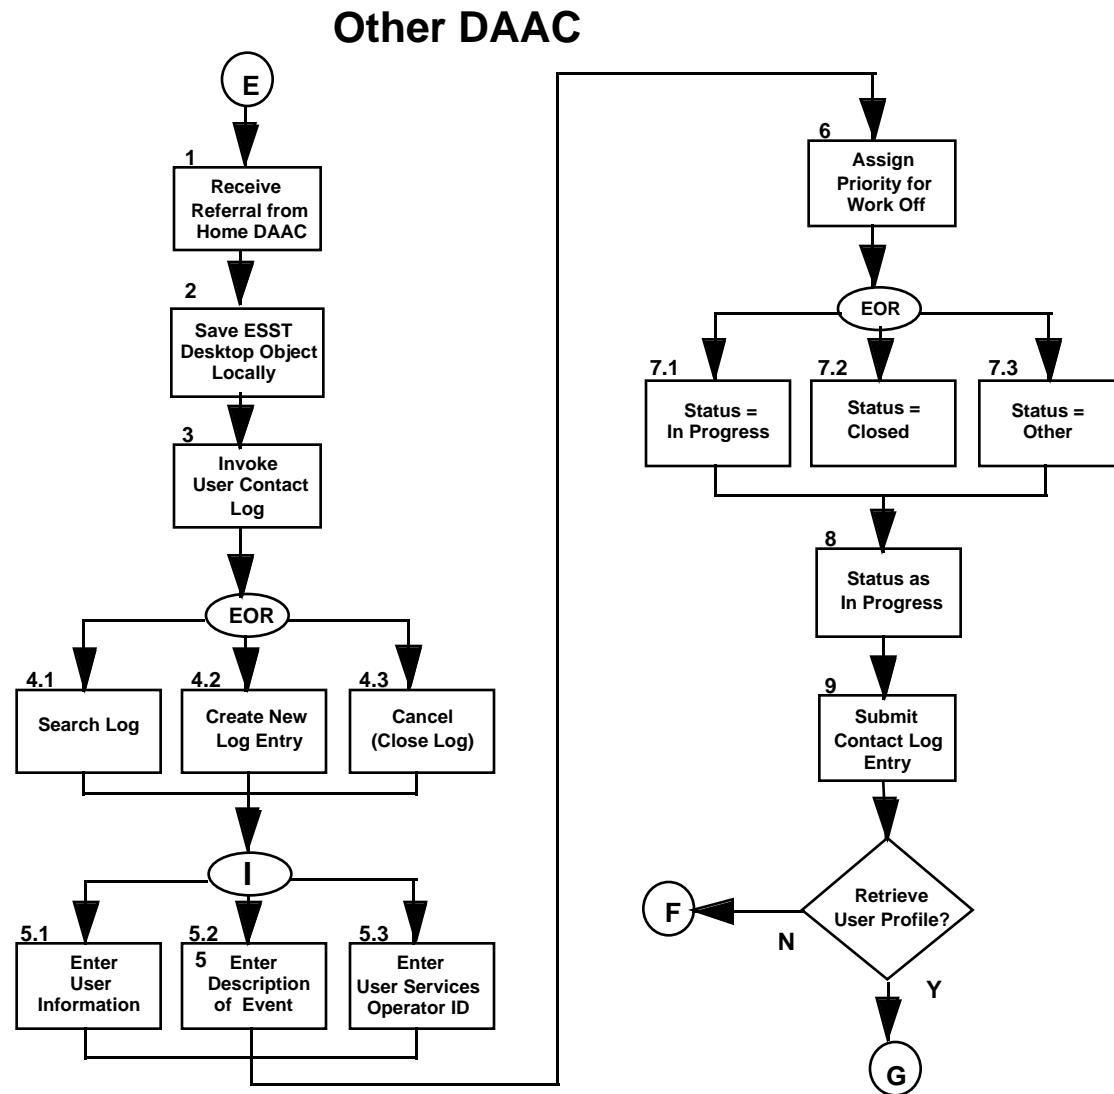 Other DAAC
E
1
Receive
Referral from
Home DAAC
2
Save ESST
Desktop Object
Locally
3
Invoke
User Contact
Log
EOR
4.1
Search Log
4.2
Create New
Log Entry
4.3
Cancel
(Close Log)
I
5.1
Enter
User
Information
5.2
5
Enter
Description
of Event
5.3
Enter
User Services
Operator ID
6
Assign
Priority for
Work Off
EOR
7.1
Status =
In Progress
7.2
Status =
Closed
7.3
Status =
Other
8
Status as
In Progress
9
Submit
Contact Log
Entry
Retrieve
User Profile?
N
F
Y
G